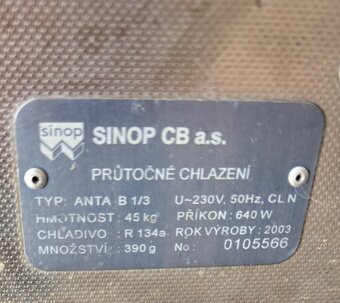 sinop
SINOP CB a.s.
PRŮTOČNÉ CHLAZENÍ
TYP: ANTA B 1/3 U~230V, 50Hz, CL N
HMOTNOST : 45 kg PŘÍKON : 640 W
CHLADIVO : R 134a ROK VÝROBY : 2003
MNOŽSTVÍ : 390 g No : 0105566